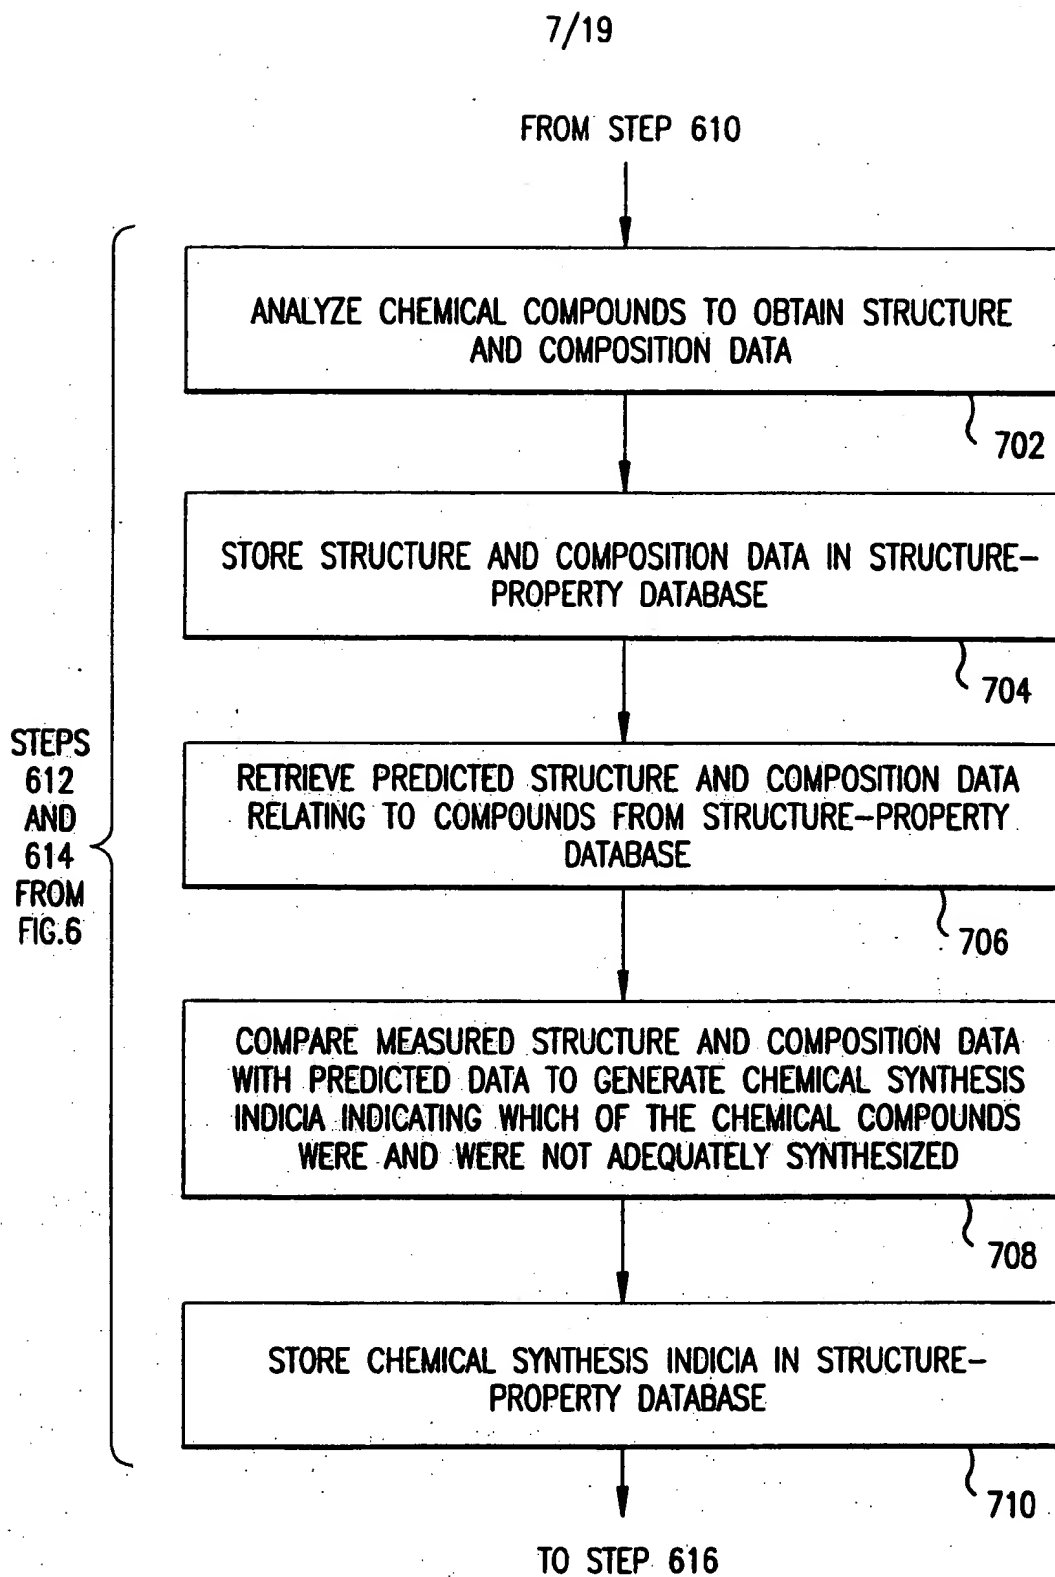 7/19
FROM STEP 610
ANALYZE CHEMICAL COMPOUNDS TO OBTAIN STRUCTURE
AND COMPOSITION DATA
702
STORE STRUCTURE AND COMPOSITION DATA IN STRUCTURE-
PROPERTY DATABASE
704
STEPS
612
AND
614
FROM
FIG.6
RETRIEVE PREDICTED STRUCTURE AND COMPOSITION DATA
RELATING TO COMPOUNDS FROM STRUCTURE-PROPERTY
DATABASE
706
COMPARE MEASURED STRUCTURE AND COMPOSITION DATA
WITH PREDICTED DATA TO GENERATE CHEMICAL SYNTHESIS
INDICIA INDICATING WHICH OF THE CHEMICAL COMPOUNDS
WERE AND WERE NOT ADEQUATELY SYNTHESIZED
708
STORE CHEMICAL SYNTHESIS INDICIA IN STRUCTURE-
PROPERTY DATABASE
710
TO STEP 616